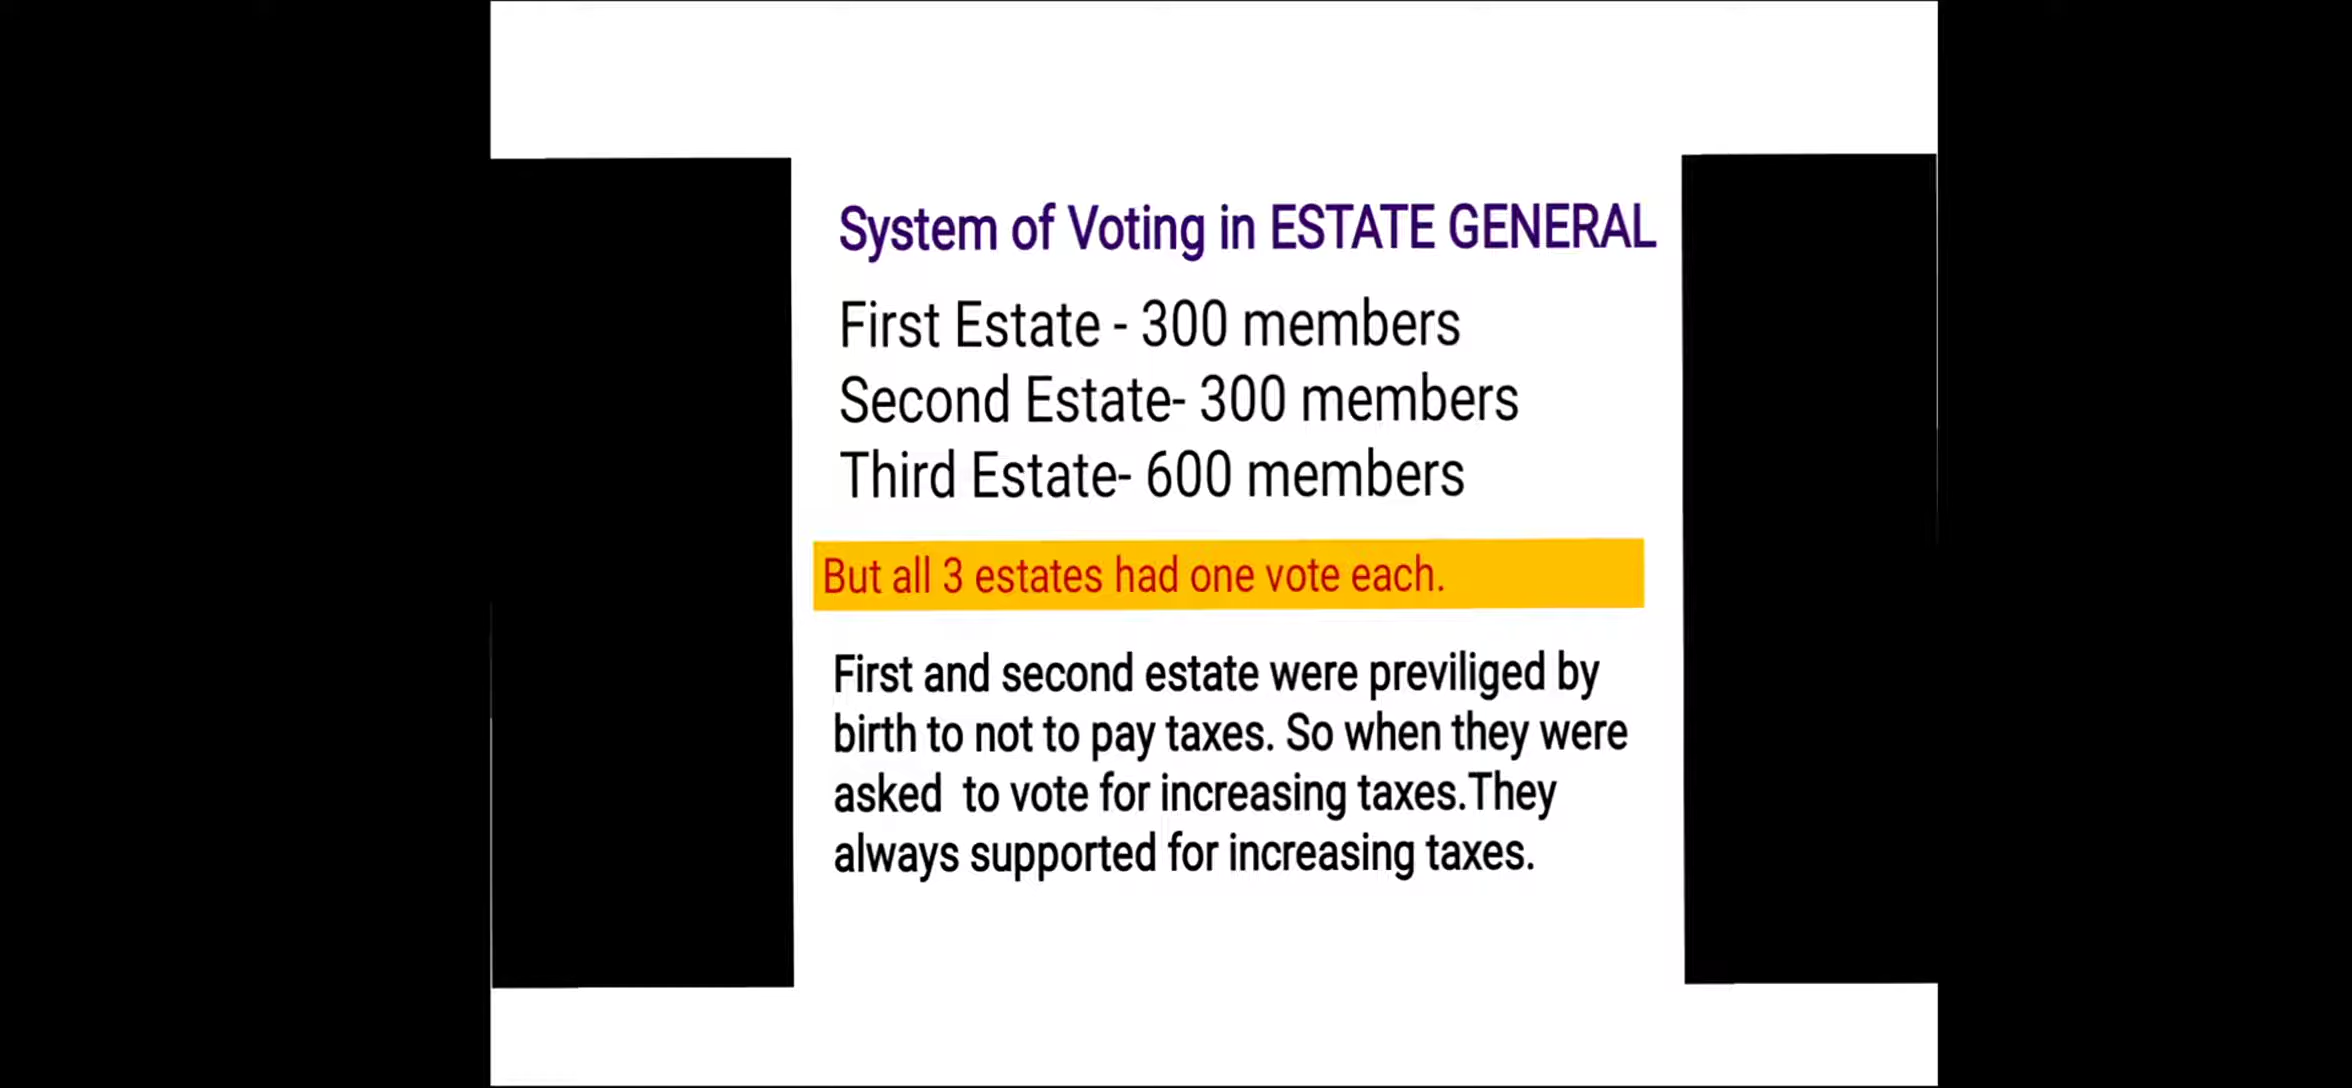 System of Voting in ESTATE GENERAL
First Estate - 300 members
Second Estate- 300 members
Third Estate- 600 members
But all 3 estates had one vote each.
First and second estate were previliged by
birth to not to pay taxes. So when they were
asked  to vote for increasing taxes.They
always supported for increasing taxes.